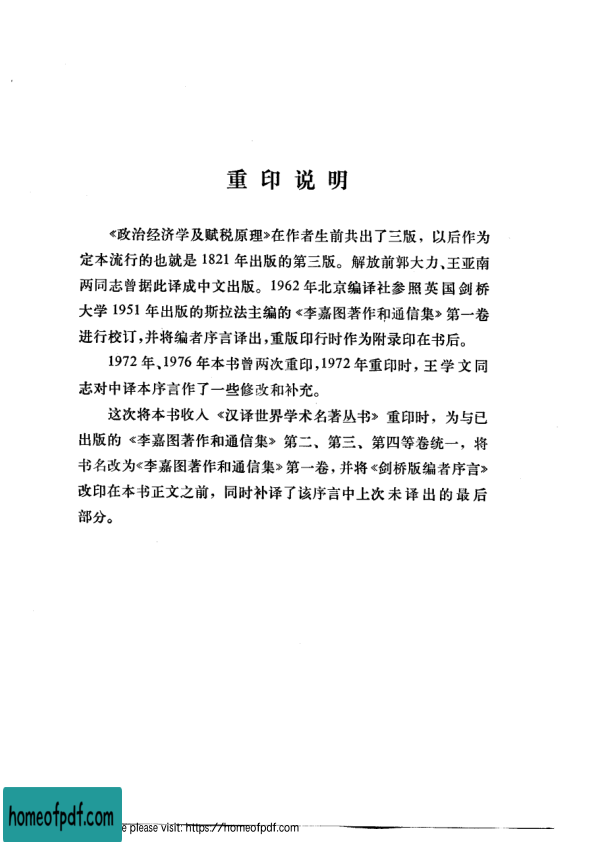 重印说明
《政治经济学及赋税原理》在作者生前共出了三版，以后作为
定本流行的也就是 1821 年出版的第三版。解放前郭大力、王亚南
两同志曾据此译成中文出版。1962 年北京编译社参照英国剑桥
大学 1951 年出版的斯拉法主编的《李嘉图著作和通信集》第一卷
进行校订，并将编者序言译出，重版印行时作为附录印在书后。
1972 年、1976 年本书曾两次重印，1972 年重印时，王学文同
志对中译本序言作了一些修改和补充。
这次将本书收入《汉译世界学术名著丛书》重印时，为与已
出版的《李嘉图著作和通信集》第二、第三、第四等卷统一，将
书名改为《李嘉图著作和通信集》第一卷，并将《剑桥版编者序言》
改印在本书正文之前，同时补译了该序言中上次未译出的最后
部分。
homeofpdf.com
please visit: https://homeofpdf.com